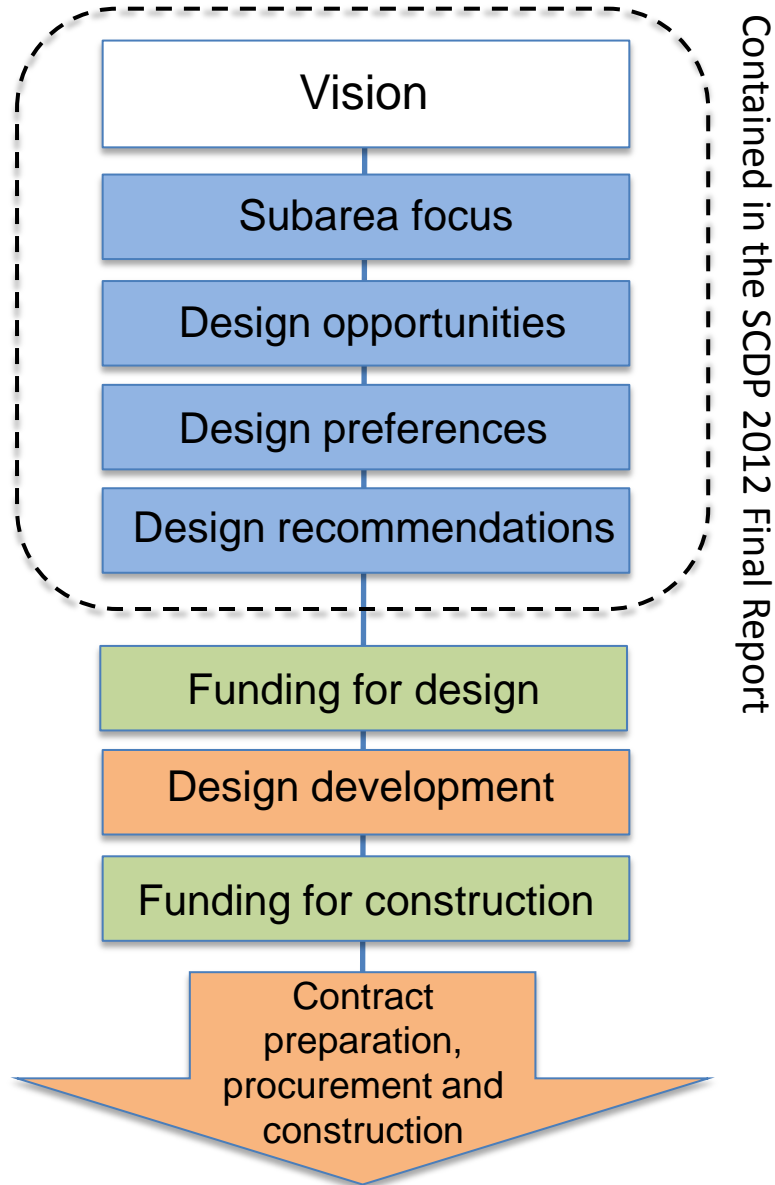 Vision
Subarea focus
Design opportunities
Design preferences
Design recommendations
Contained in the SCDP 2012 Final Report
Funding for design
Design development
Funding for construction
Contract
preparation,
procurement and
construction